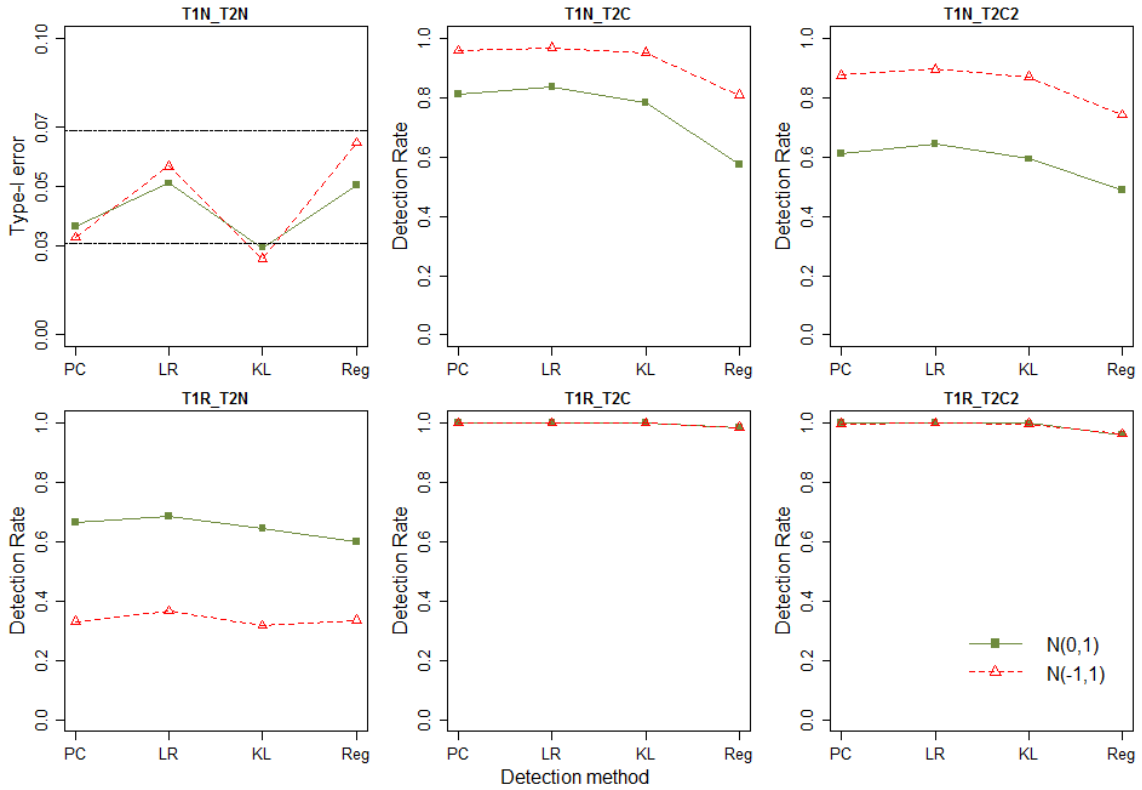 T1N_T2N
T1N_T2C
T1N_T2C2
Type-I error
0.00 0.03 0.05 0.07 0.10
PC LR KL Reg
Detection Rate
0.0 0.2 0.4 0.6 0.8 1.0
PC LR KL Reg
Detection Rate
0.0 0.2 0.4 0.6 0.8 1.0
PC LR KL Reg
T1R_T2N
T1R_T2C
T1R_T2C2
Detection Rate
0.0 0.2 0.4 0.6 0.8 1.0
PC LR KL Reg
Detection Rate
0.0 0.2 0.4 0.6 0.8 1.0
PC LR KL Reg
Detection Rate
0.0 0.2 0.4 0.6 0.8 1.0
N(0,1)
N(-1,1)
PC LR KL Reg
Detection method